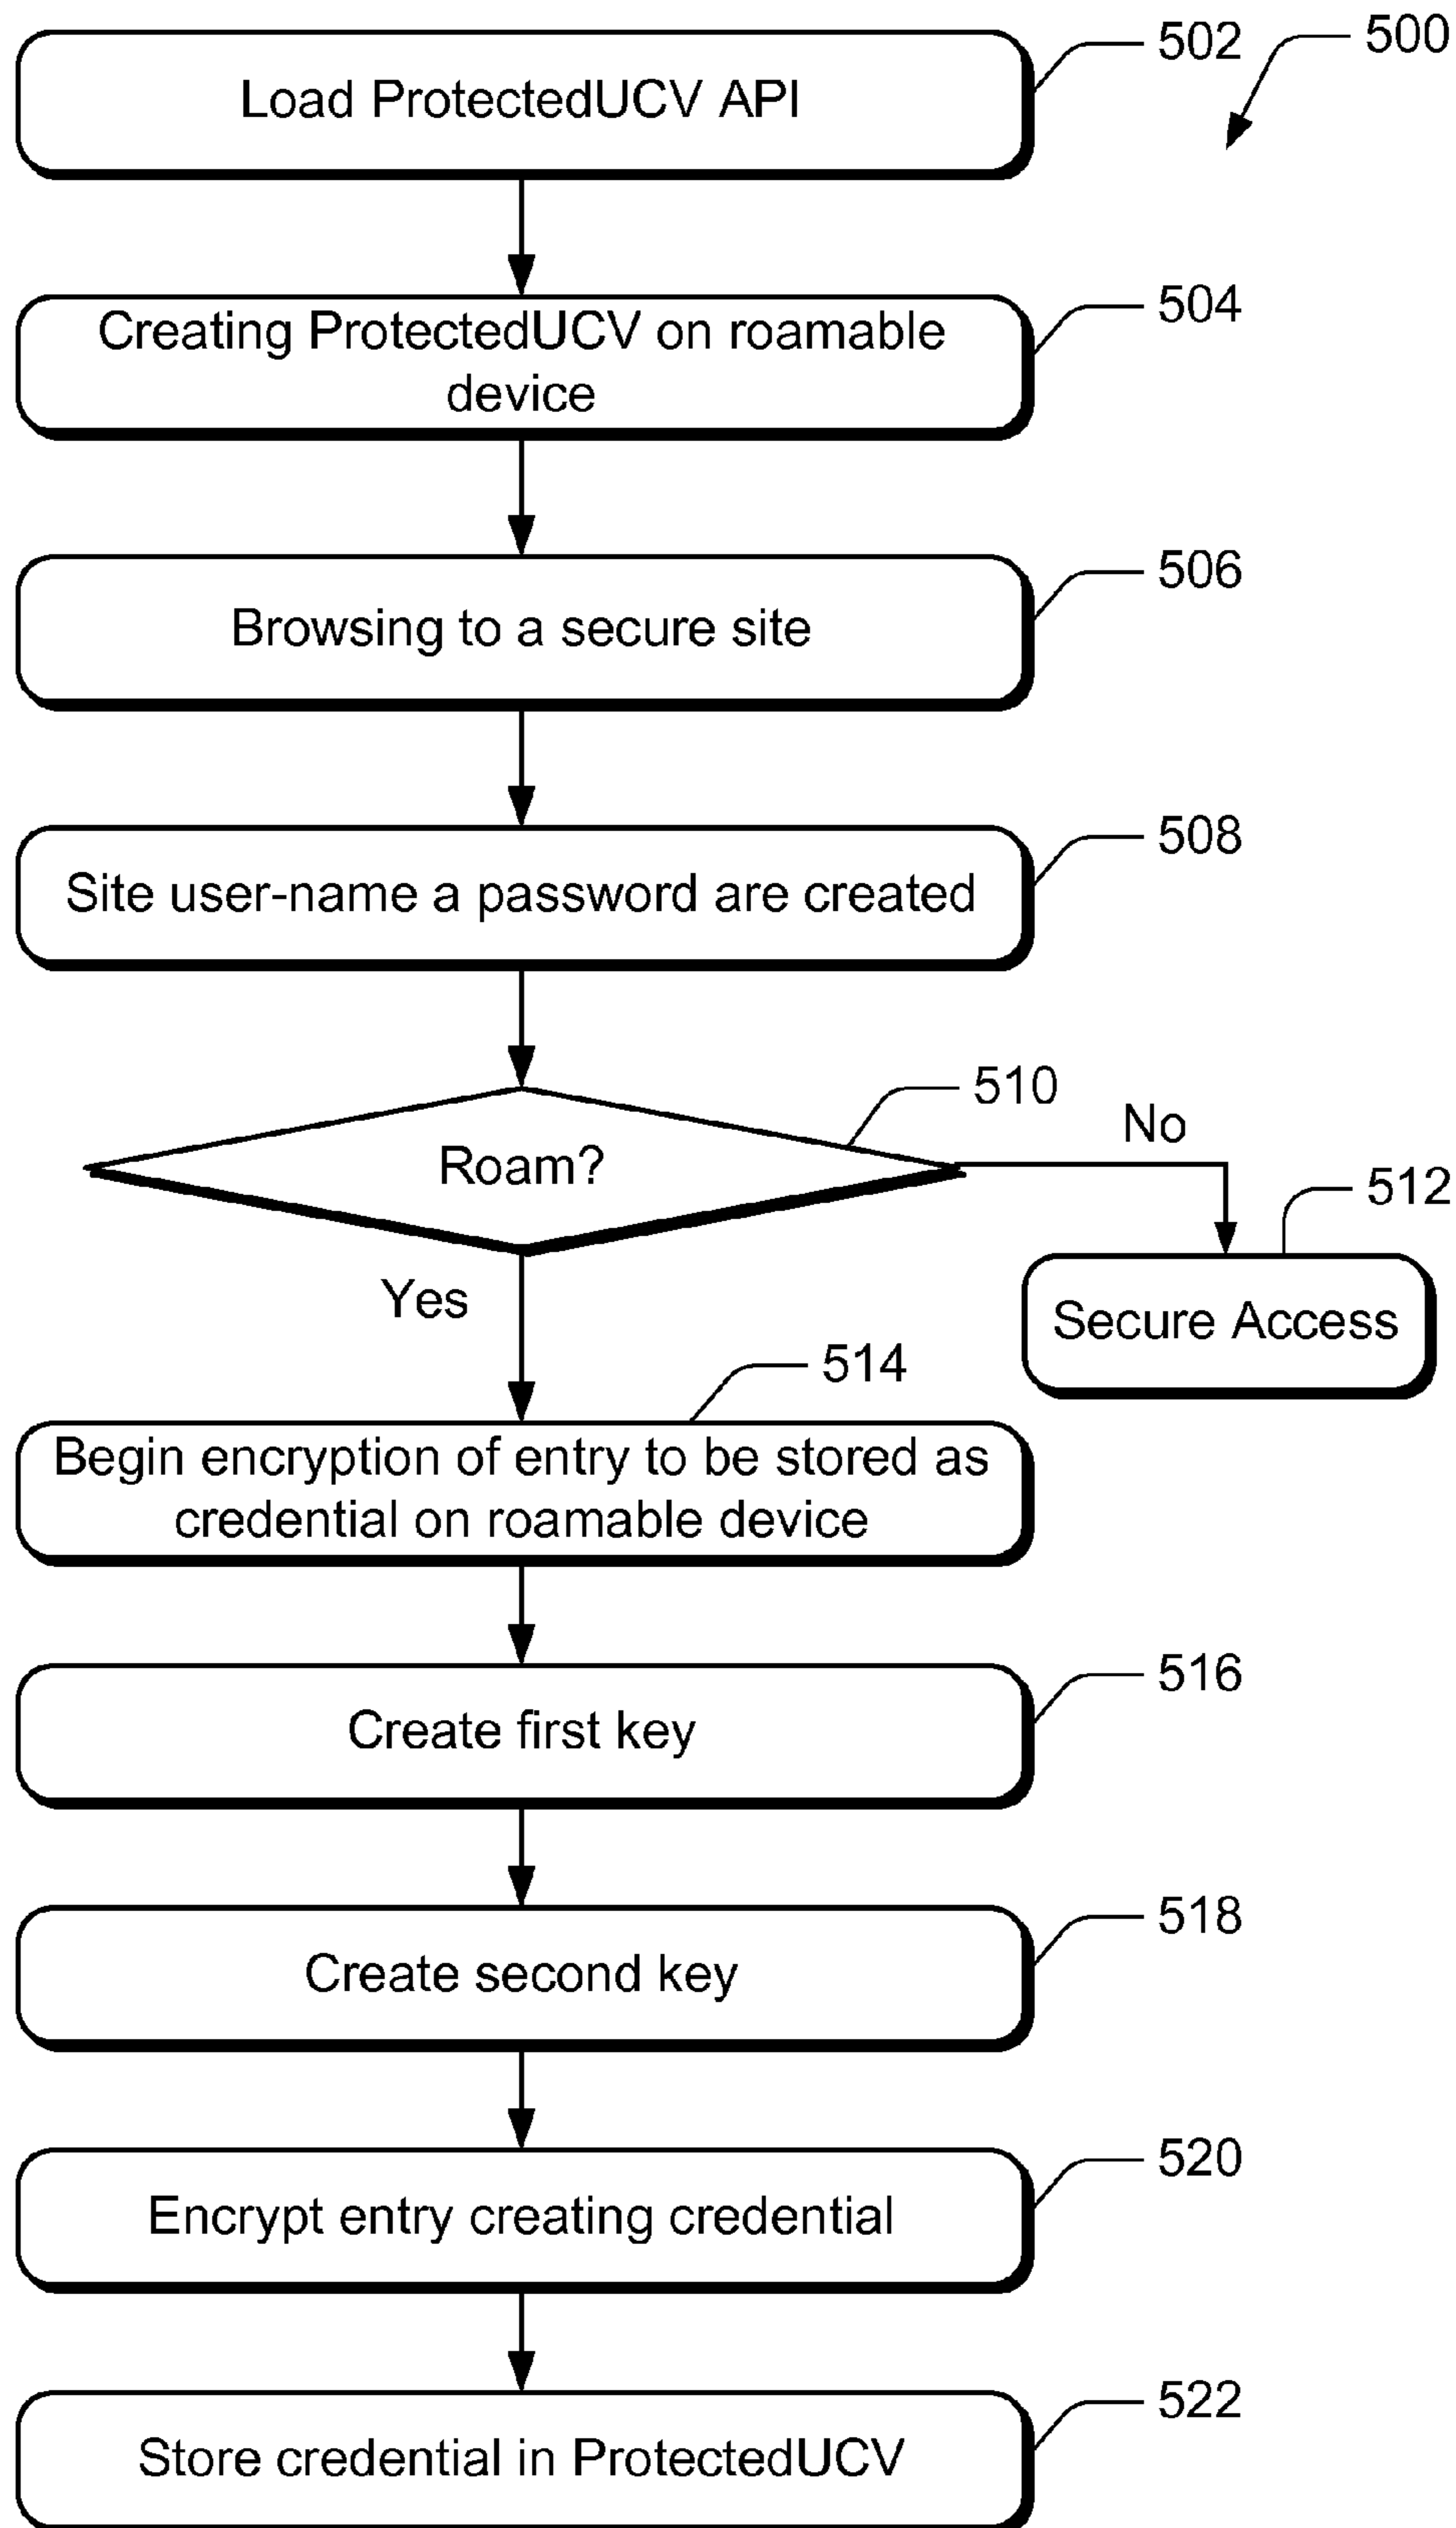 502
500
Load ProtectedUCV API
504
Creating ProtectedUCV on roamable
device
506
Browsing to a secure site
508
Site user-name a password are created
510
No
Roam?
512
Yes
Secure Access
514
Begin encryption of entry to be stored as
credential on roamable device
516
Create first key
518
Create second key
520
Encrypt entry creating credential
522
Store credential in ProtectedUCV